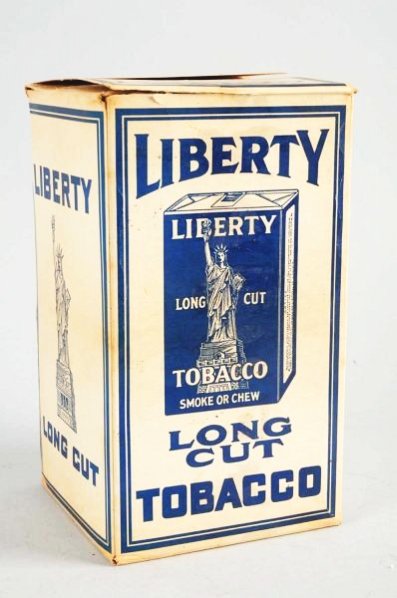 LIBERTY
LONG CUT
LIBERTY
LIBERTY
LONG CUT
TOBACCO
SMOKE OR CHEW
LONG
CUT
TOBACCO